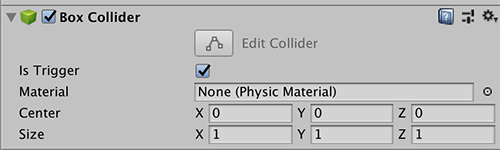 Box Collider
Edit Collider
Is Trigger
Material None (Physic Material)
Center X 0 Y 0 Z 0
Size X 1 Y 1 Z 1